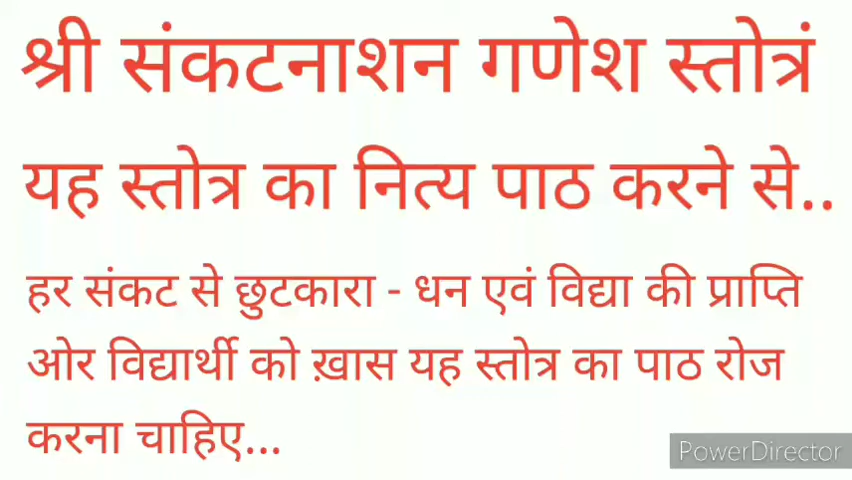 श्री संकटनाशन गणेश स्तोत्रं
यह स्तोत्र का नित्य पाठ करने से..
हर संकट से छुटकारा - धन एवं विद्या की प्राप्ति
ओर विद्यार्थी को ख़ास यह स्तोत्र का पाठ रोज
करना चाहिए...
PowerDirector